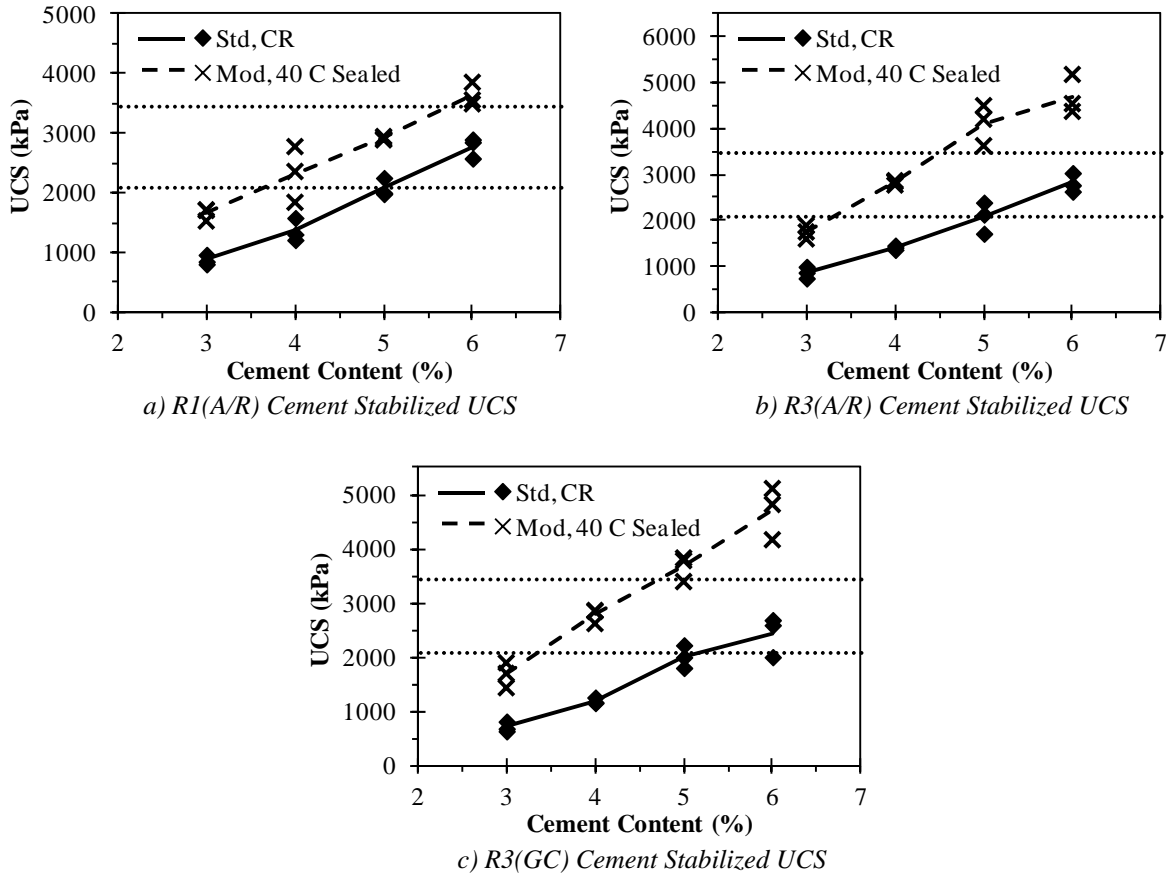 5000
4000
3000
2000
1000
0
UCS (kPa)
Std, CR
Mod, 40 C Sealed
2 3 4 5 6 7
Cement Content (%)
a) R1(A/R) Cement Stabilized UCS
6000
5000
4000
3000
2000
1000
0
UCS (kPa)
Std, CR
Mod, 40 C Sealed
2 3 4 5 6 7
Cement Content (%)
b) R3(A/R) Cement Stabilized UCS
5000
4000
3000
2000
1000
0
UCS (kPa)
Std, CR
Mod, 40 C Sealed
2 3 4 5 6 7
Cement Content (%)
c) R3(GC) Cement Stabilized UCS